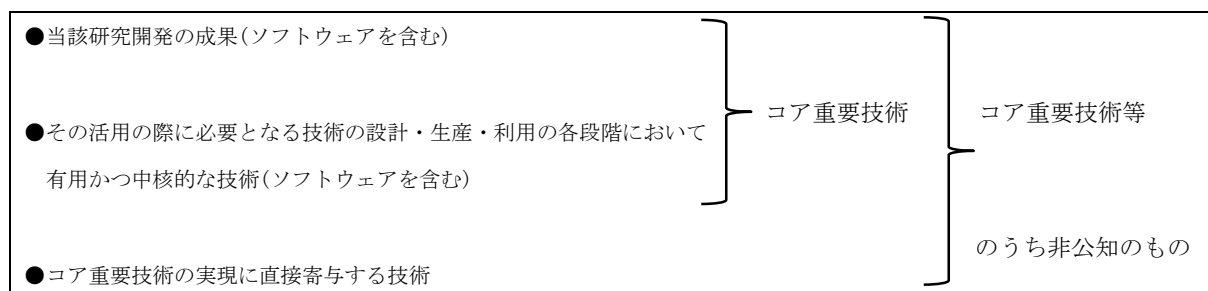 ●当該研究開発の成果(ソフトウェアを含む)
●その活用の際に必要となる技術の設計・生産・利用の各段階において
有用かつ中核的な技術(ソフトウェアを含む)
●コア重要技術の実現に直接寄与する技術
コア重要技術
コア重要技術等
のうち非公知のもの